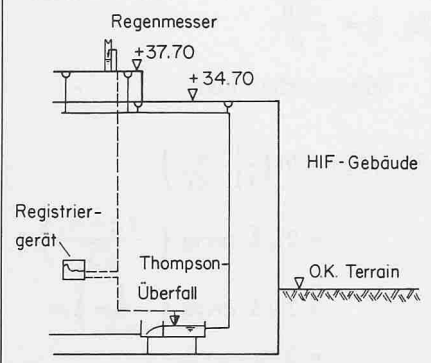 Regenmesser
+37.70
+34.70
HIF-Gebäude
Registrier-
gerät
Thompson-
Überfall
O.K. Terrain